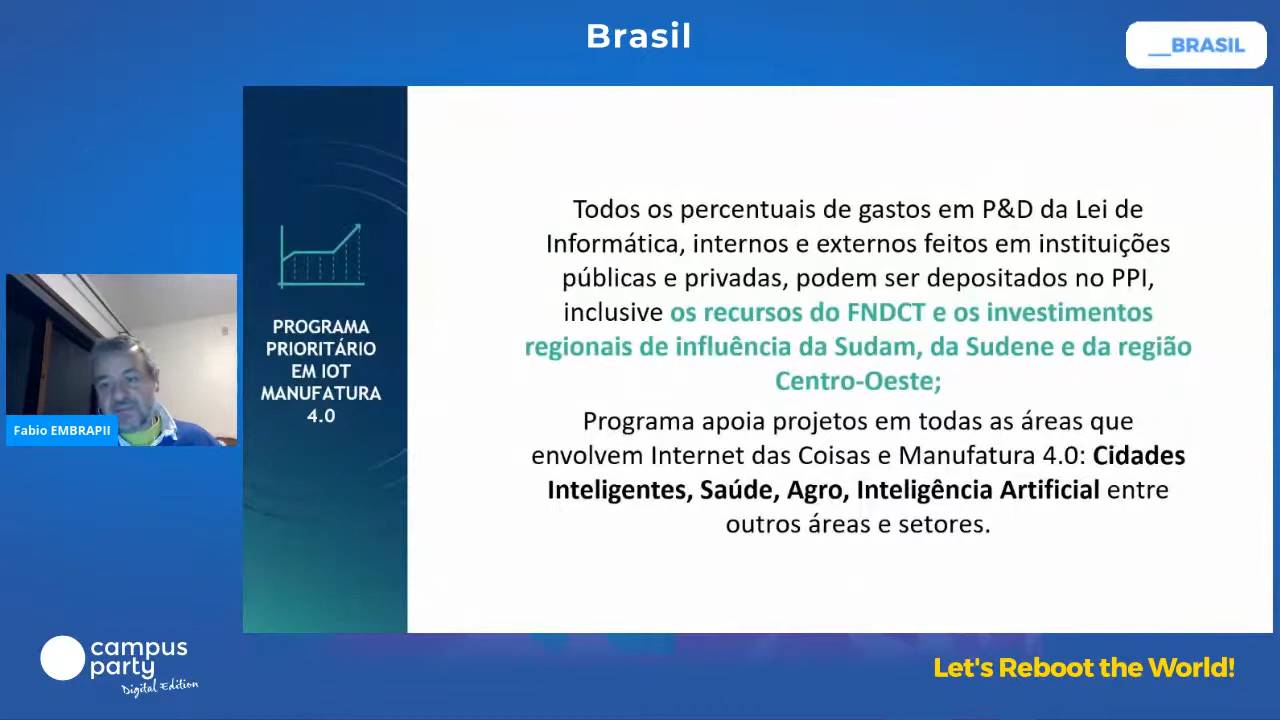 Brasil
__BRASIL
PROGRAMA
PRIORITÁRIO
EM IOT
MANUFATURA
4.0
Todos os percentuais de gastos em P&D da Lei de
Informática, internos e externos feitos em instituições
públicas e privadas, podem ser depositados no PPI,
inclusive os recursos do FNDCT e os investimentos
regionais de influência da Sudam, da Sudene e da região
Centro-Oeste;
Programa apoia projetos em todas as áreas que
envolvem Internet das Coisas e Manufatura 4.0: Cidades
Inteligentes, Saúde, Agro, Inteligência Artificial entre
outros áreas e setores.
Fabio EMBRAPII
campus
party
Digital Edition
Let's Reboot the World!